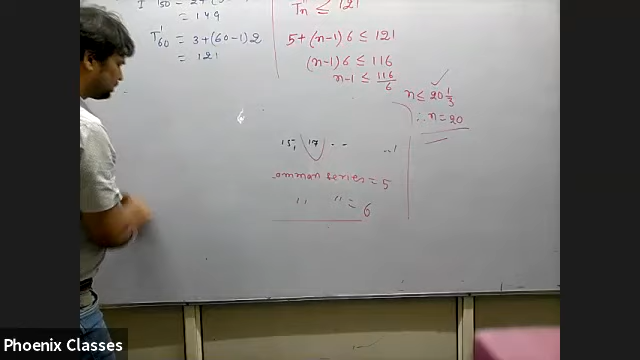 = 149
T'60 = 3+(60-1)2
= 121
Tn'' ≤ 121
5+(n-1)6 ≤ 121
(n-1)6 ≤ 116
n-1 ≤ 116/6
n ≤ 20 1/3
∴ n = 20
15, 17 - -
ommon series = 5
" " = 6
Phoenix Classes